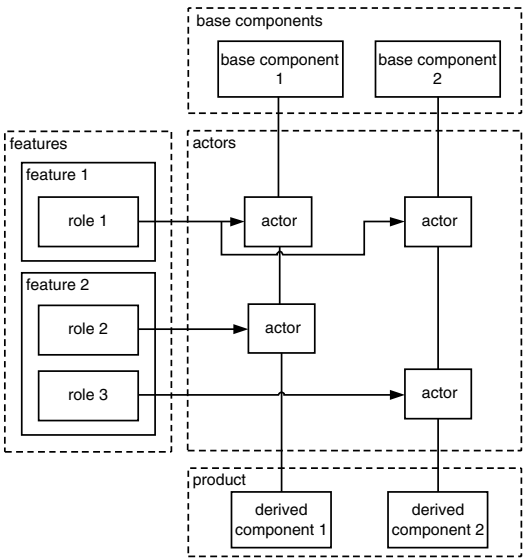 base components
base component
1
base component
2
features
actors
feature 1
role 1
actor
actor
feature 2
role 2
actor
role 3
actor
product
derived
component 1
derived
component 2